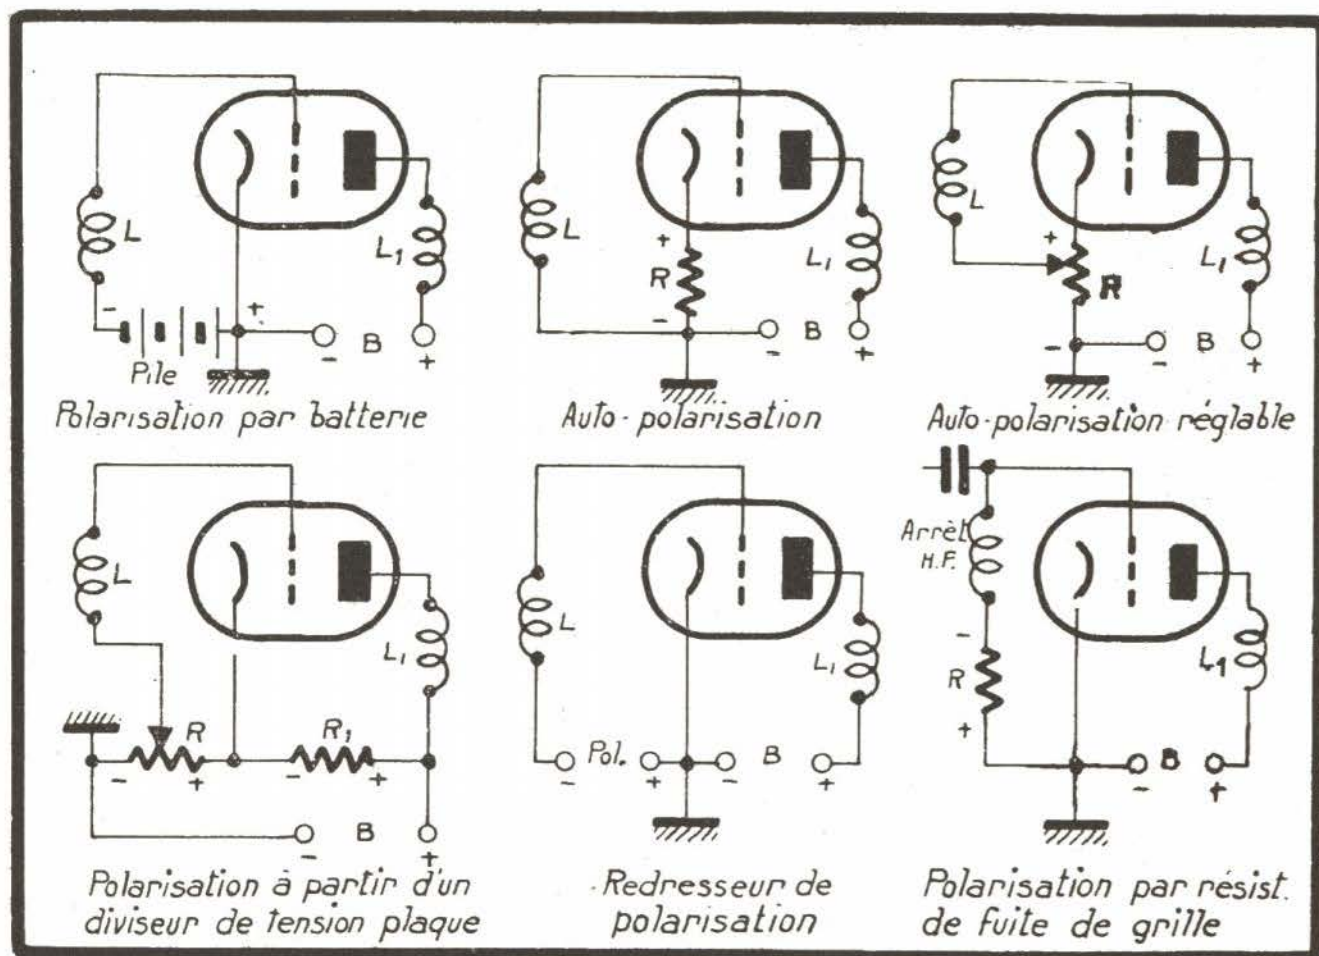 L
L1
-
+
Pile
- B +
Polarisation par batterie
L
+
R
-
L1
- B +
Auto-polarisation
L
+
R
-
L1
- B +
Auto-polarisation réglable
L
L1
R
R1
- + - +
- B +
Polarisation à partir d'un
diviseur de tension plaque
L
L1
- Pol. + - B +
Redresseur de
polarisation
Arrêt
H.F.
-
R
+
L1
- B +
Polarisation par résist.
de fuite de grille